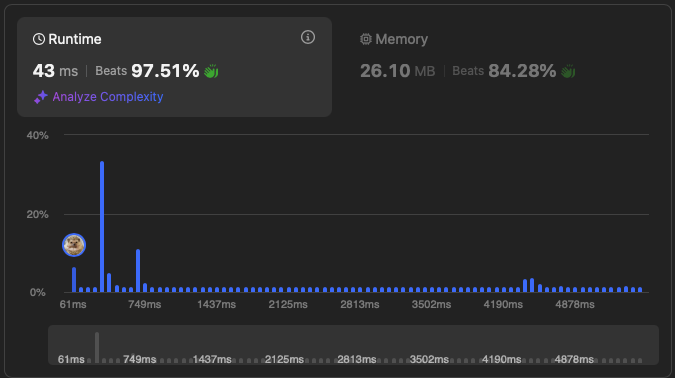 Runtime
Memory
43 ms | Beats 97.51%
26.10 MB | Beats 84.28%
Analyze Complexity
40%
20%
0%
61ms 749ms 1437ms 2125ms 2813ms 3502ms 4190ms 4878ms
61ms 749ms 1437ms 2125ms 2813ms 3502ms 4190ms 4878ms